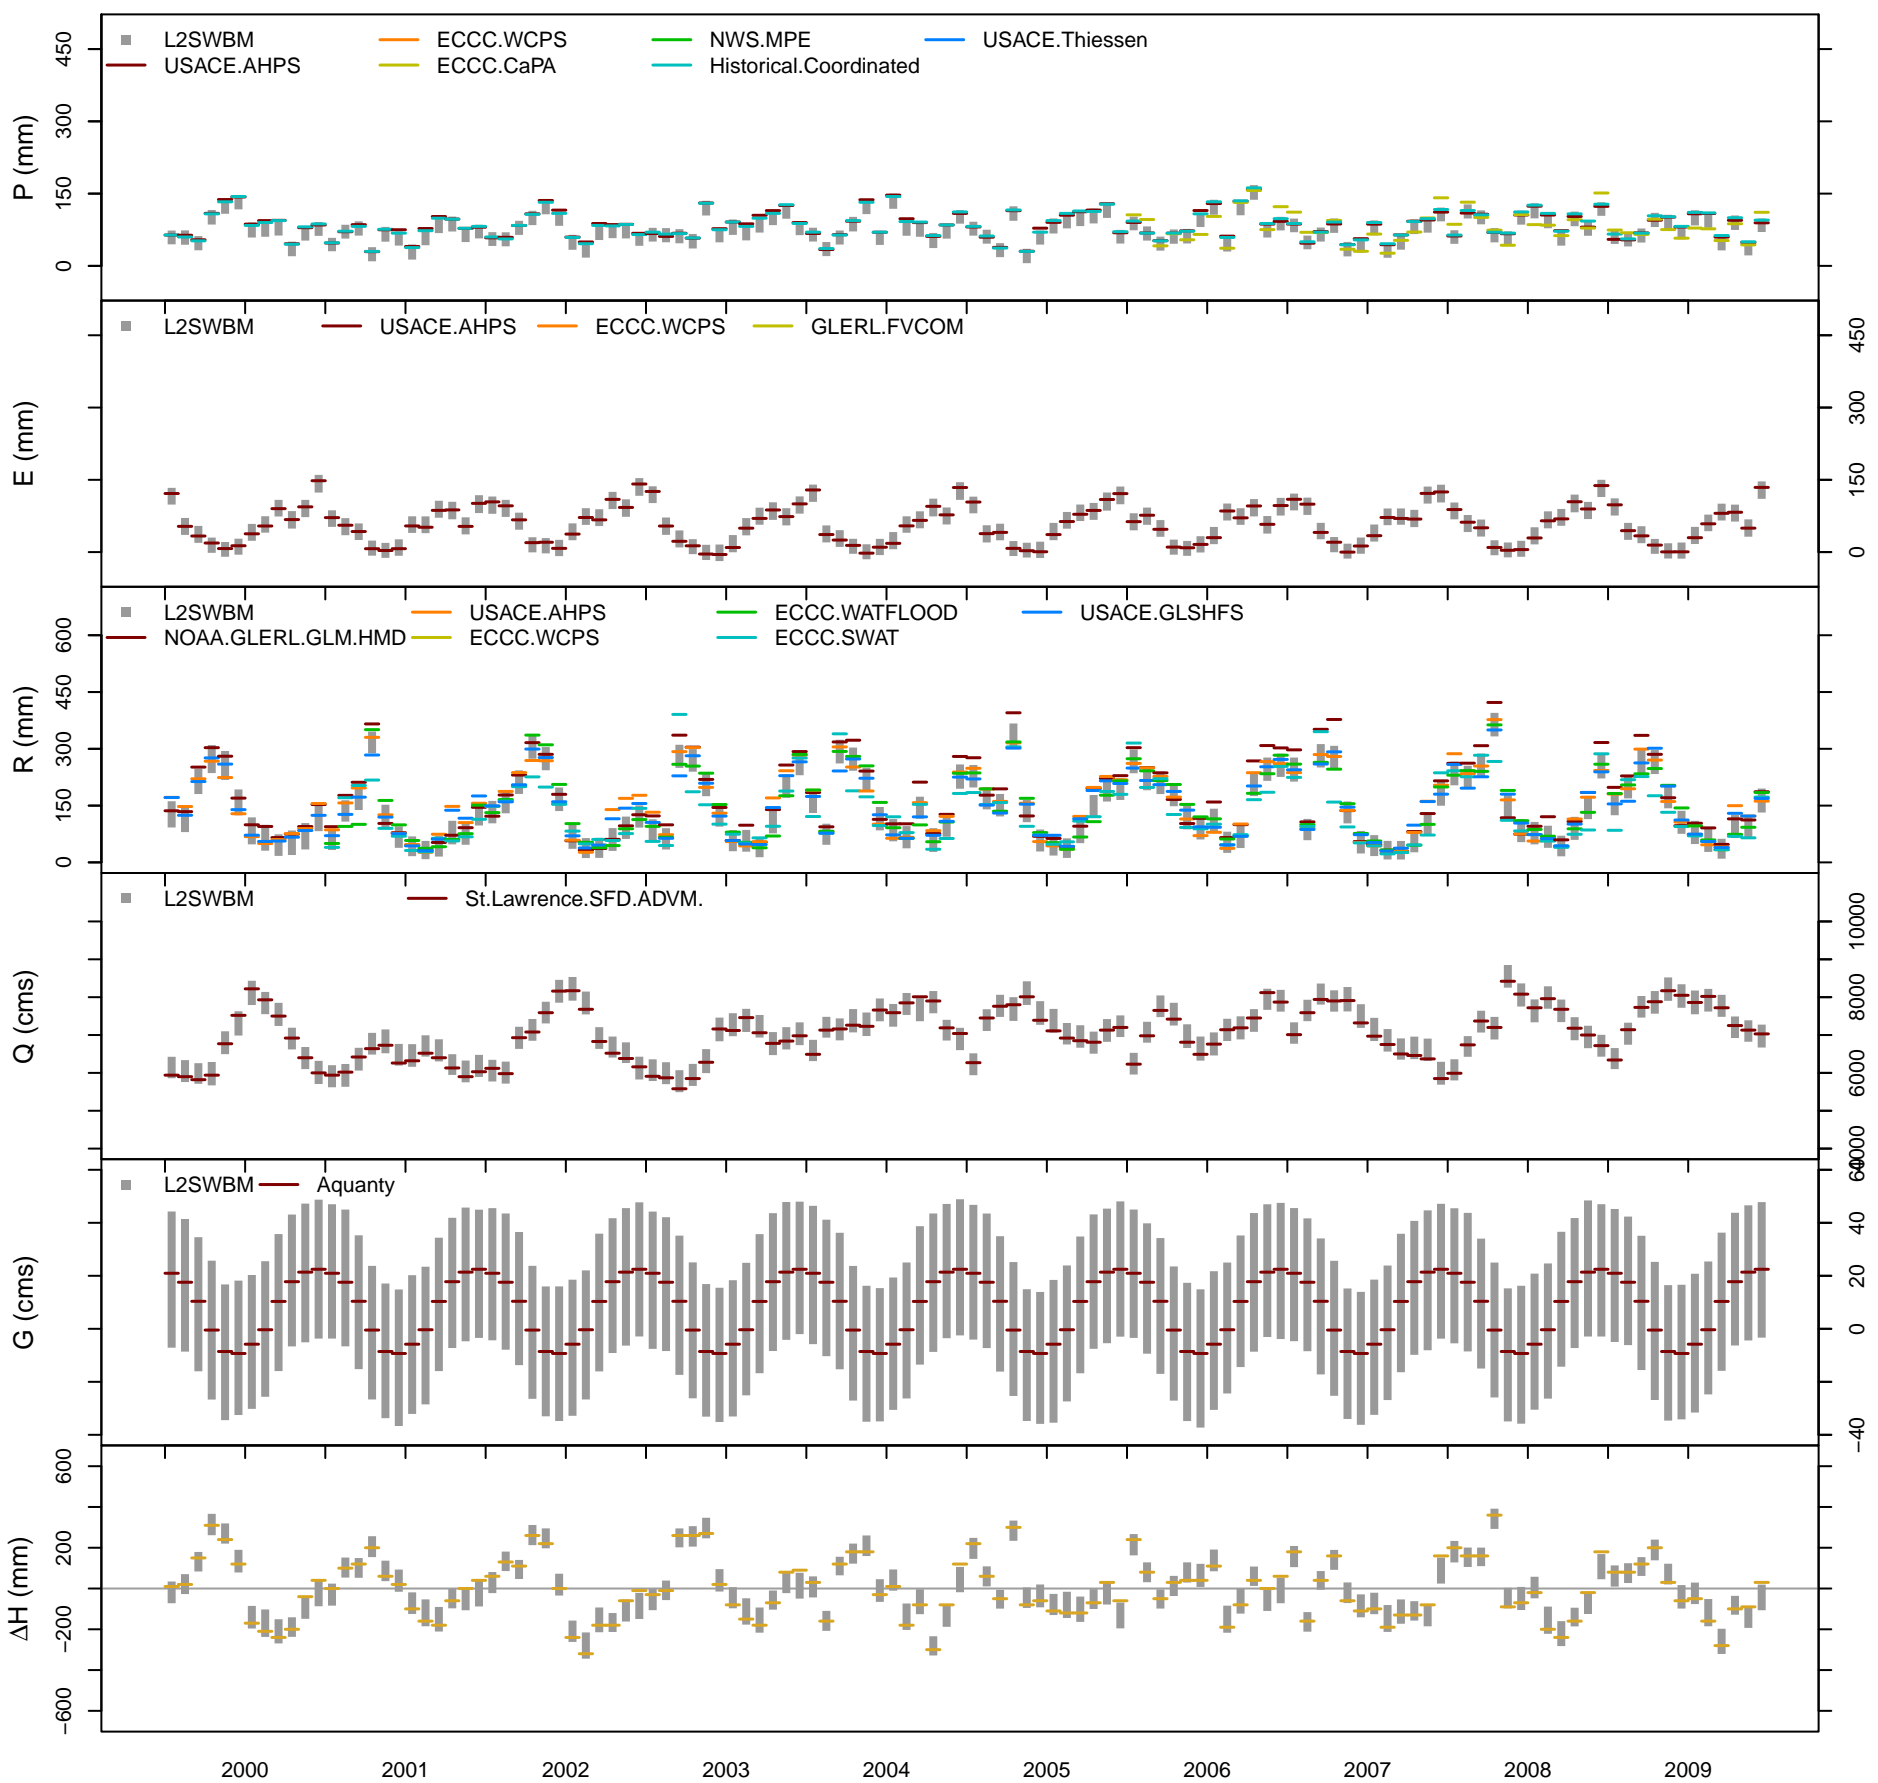 L2SWBM ECCC.WCPS NWS.MPE USACE.Thiessen
USACE.AHPS ECCC.CaPA Historical.Coordinated
P (mm)
450
300
150
0
L2SWBM USACE.AHPS ECCC.WCPS GLERL.FVCOM
E (mm)
450
300
150
0
L2SWBM USACE.AHPS ECCC.WATFLOOD USACE.GLSHFS
NOAA.GLERL.GLM.HMD ECCC.WCPS ECCC.SWAT
R (mm)
600
450
300
150
0
L2SWBM St.Lawrence.SFD.ADVM.
Q (cms)
10000
8000
6000
4000
L2SWBM Aquanty
G (cms)
60
40
20
0
−40
ΔH (mm)
600
200
−200
−600
2000 2001 2002 2003 2004 2005 2006 2007 2008 2009